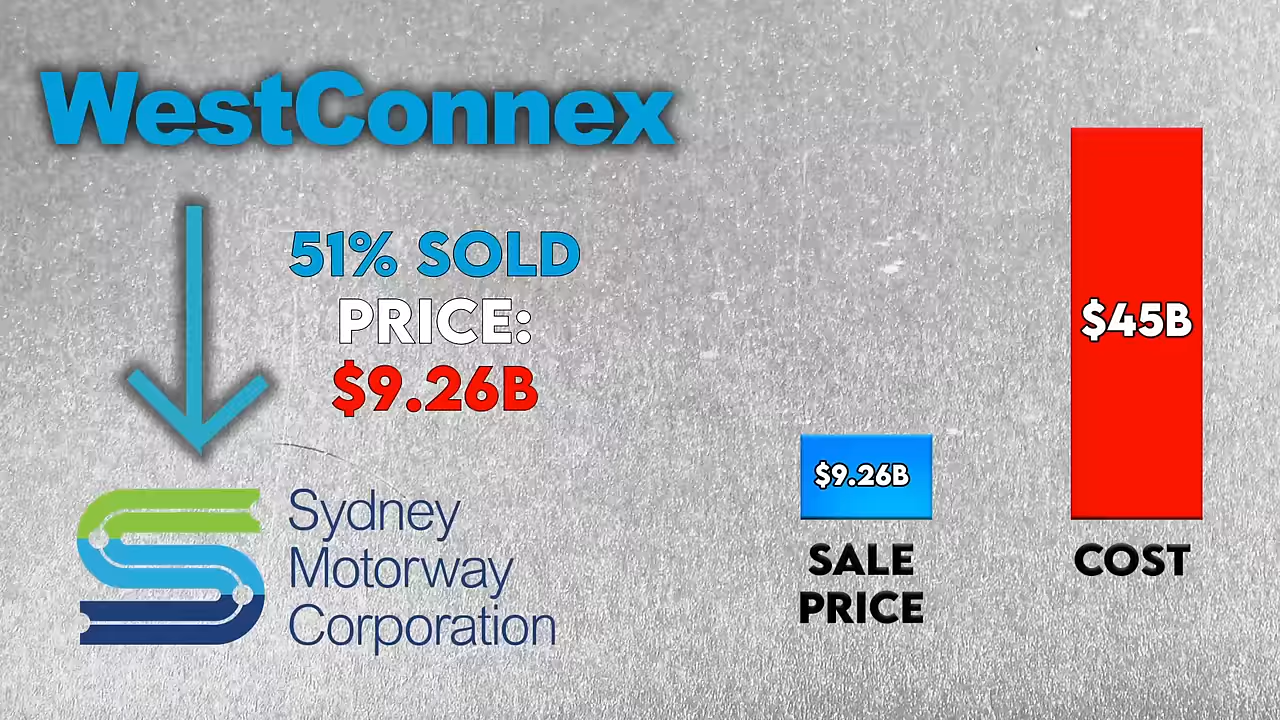 WestConnex
51% SOLD
PRICE:
$9.26B
Sydney
Motorway
Corporation
$9.26B
SALE
PRICE
$45B
COST